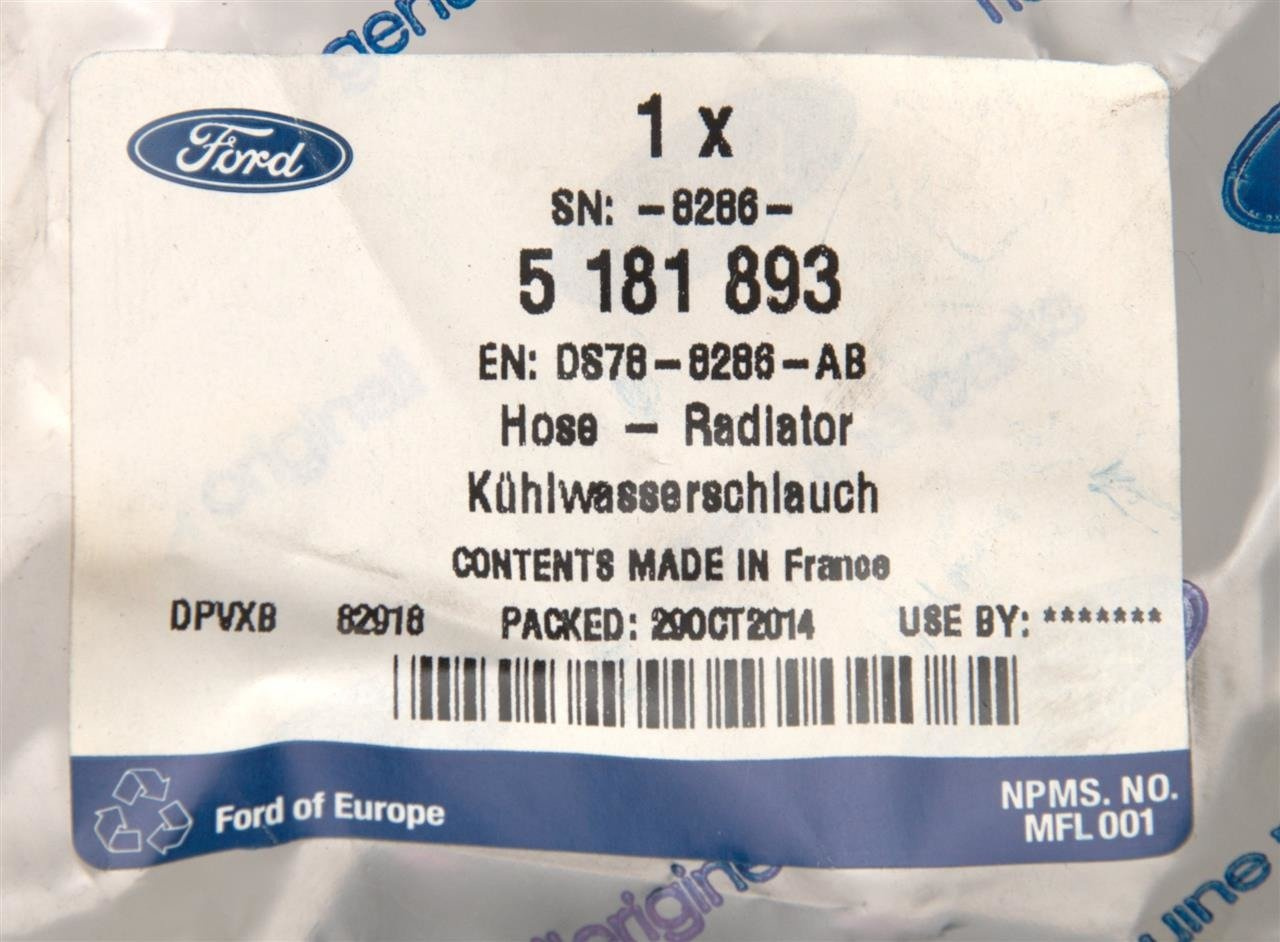 Ford
1 x
SN: -8286-
5 181 893
EN: DS78-8286-AB
Hose - Radiator
Kühlwasserschlauch
CONTENTS MADE IN France
DPVXB 82918 PACKED: 29OCT2014 USE BY: *******
Ford of Europe
NPMS. NO.
MFL 001